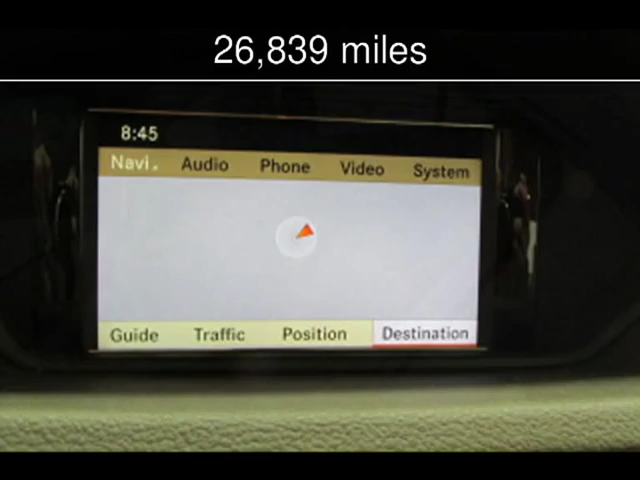 26,839 miles
8:45
Navi Audio Phone Video System
Guide Traffic Position Destination